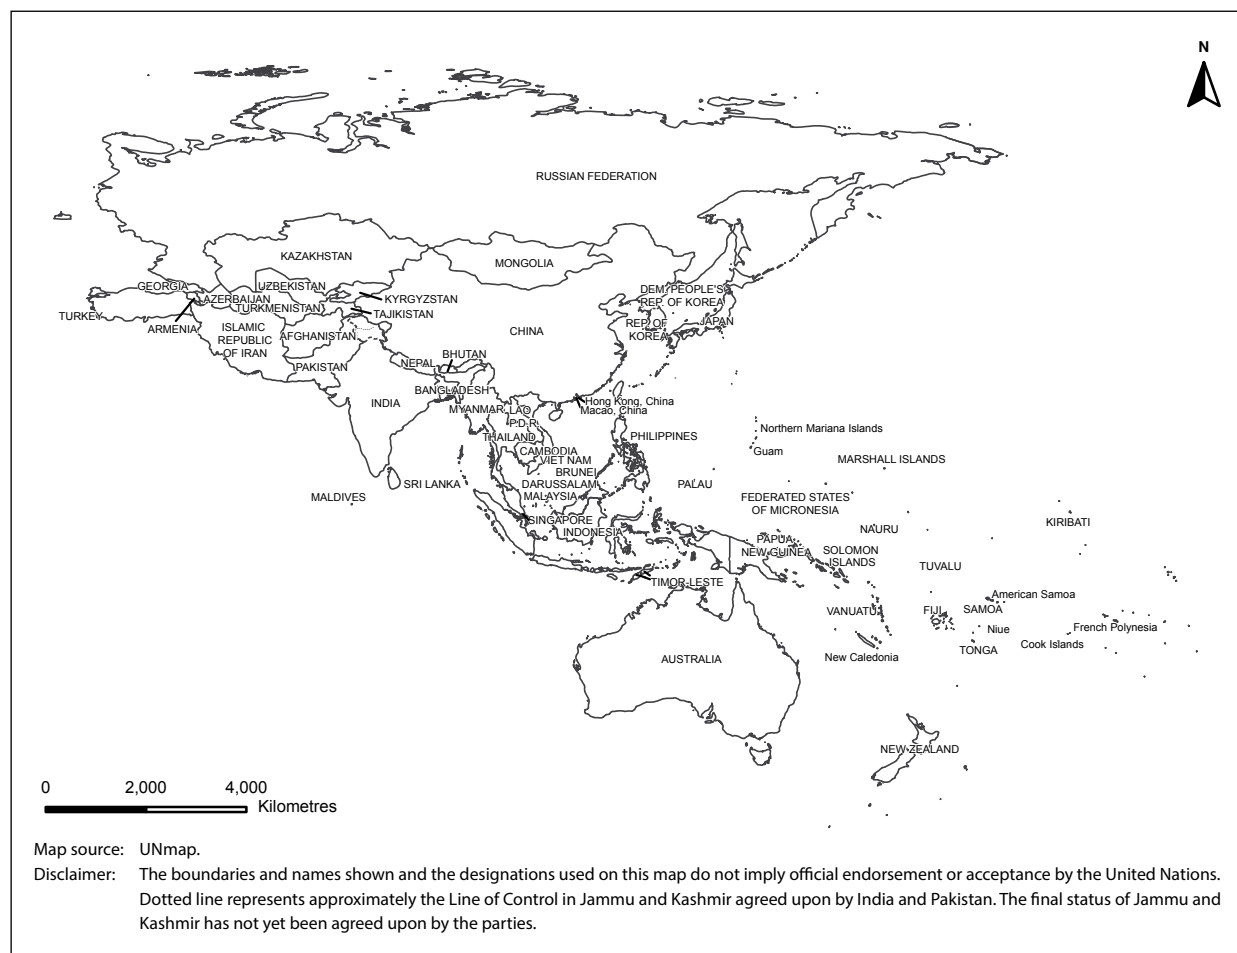 N
RUSSIAN FEDERATION
KAZAKHSTAN
MONGOLIA
GEORGIA
UZBEKISTAN
DEM. PEOPLE'S
REP. OF KOREA
AZERBAIJAN
KYRGYZSTAN
TURKMENISTAN
TAJIKISTAN
TURKEY
ARMENIA
ISLAMIC
REPUBLIC
OF IRAN
AFGHANISTAN
CHINA
REP. OF
KOREA
JAPAN
PAKISTAN
NEPAL
BHUTAN
BANGLADESH
INDIA
MYANMAR
LAO
P.D.R.
Hong Kong, China
Macao, China
THAILAND
PHILIPPINES
Northern Mariana Islands
Guam
CAMBODIA
VIET NAM
BRUNEI
DARUSSALAM
MALAYSIA
MARSHALL ISLANDS
SRI LANKA
MALDIVES
PALAU
FEDERATED STATES
OF MICRONESIA
SINGAPORE
INDONESIA
NAURU
KIRIBATI
PAPUA
NEW GUINEA
SOLOMON
ISLANDS
TUVALU
TIMOR-LESTE
American Samoa
VANUATU
FIJI
SAMOA
Niue
French Polynesia
New Caledonia
TONGA
Cook Islands
AUSTRALIA
NEW ZEALAND
0 2,000 4,000
Kilometres
Map source: UNmap.
Disclaimer: The boundaries and names shown and the designations used on this map do not imply official endorsement or acceptance by the United Nations.
Dotted line represents approximately the Line of Control in Jammu and Kashmir agreed upon by India and Pakistan. The final status of Jammu and
Kashmir has not yet been agreed upon by the parties.